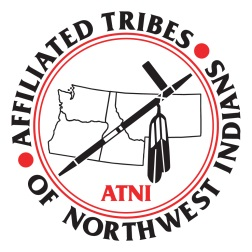 AFFILIATED TRIBES
OF NORTHWEST INDIANS
ATNI